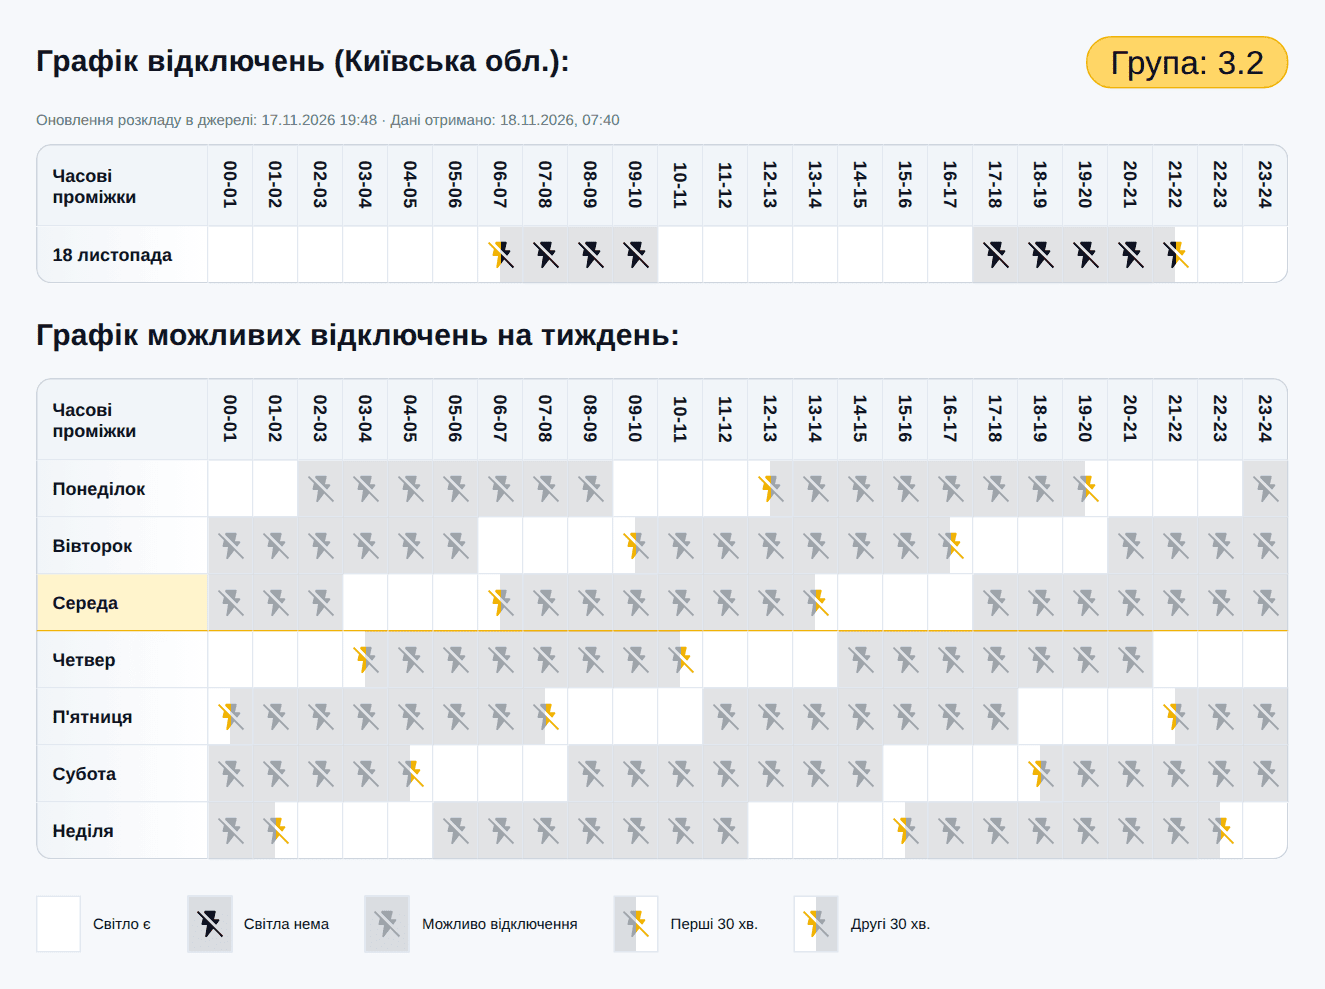 Графік відключень (Київська обл.):
Група: 3.2
Оновлення розкладу в джерелі: 17.11.2026 19:48 · Дані отримано: 18.11.2026, 07:40
Часові проміжки 00-01 01-02 02-03 03-04 04-05 05-06 06-07 07-08 08-09 09-10 10-11 11-12 12-13 13-14 14-15 15-16 16-17 17-18 18-19 19-20 20-21 21-22 22-23 23-24
18 листопада
Графік можливих відключень на тиждень:
Часові проміжки 00-01 01-02 02-03 03-04 04-05 05-06 06-07 07-08 08-09 09-10 10-11 11-12 12-13 13-14 14-15 15-16 16-17 17-18 18-19 19-20 20-21 21-22 22-23 23-24
Понеділок
Вівторок
Середа
Четвер
П'ятниця
Субота
Неділя
Світло є Світла нема Можливо відключення Перші 30 хв. Другі 30 хв.